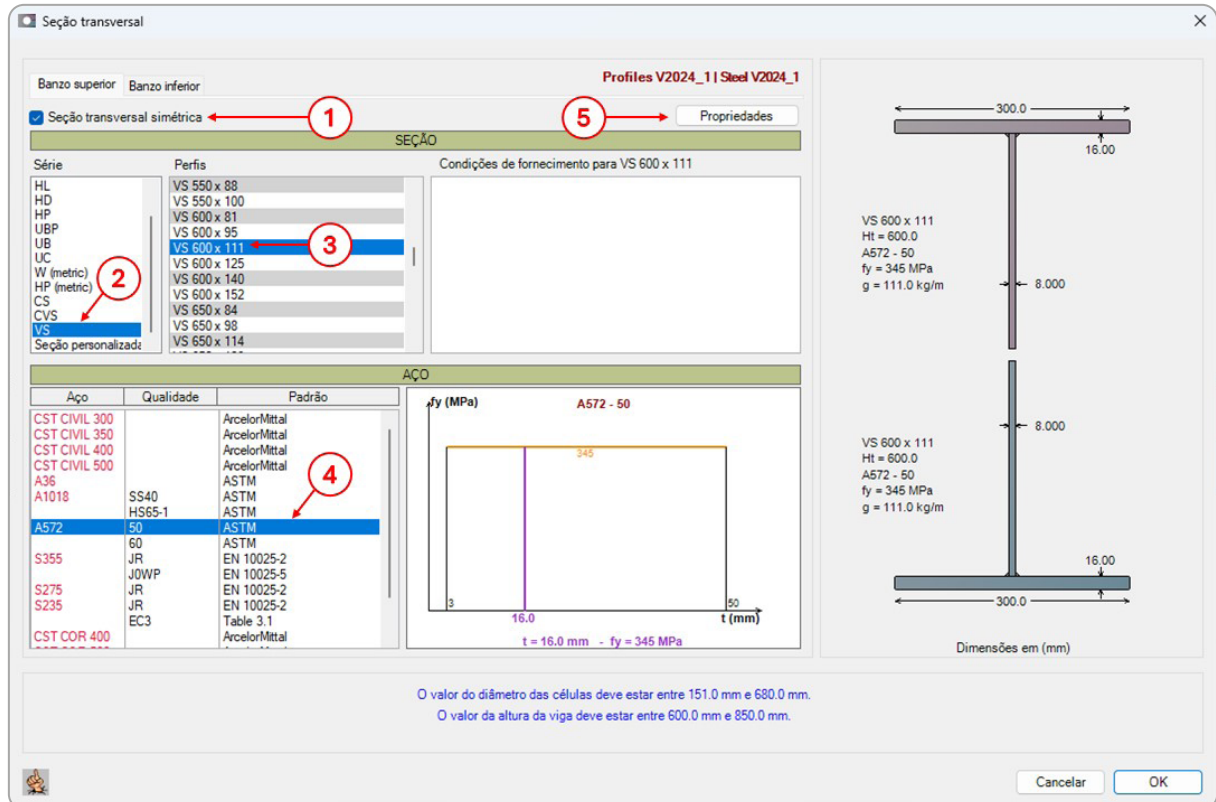 Seção transversal
Banzo superior
Banzo inferior
Profiles V2024_1 | Steel V2024_1
Seção transversal simétrica
1
5
Propriedades
SEÇÃO
Série
Perfis
Condições de fornecimento para VS 600 x 111
HL
HD
HP
UBP
UB
UC
W (metric)
HP (metric)
CS
CVS
VS
Seção personalizada
2
VS 550 x 88
VS 550 x 100
VS 600 x 81
VS 600 x 95
VS 600 x 111
VS 600 x 125
VS 600 x 140
VS 600 x 152
VS 650 x 84
VS 650 x 98
VS 650 x 114
3
AÇO
Aço Qualidade Padrão
CST CIVIL 300 ArcelorMittal
CST CIVIL 350 ArcelorMittal
CST CIVIL 400 ArcelorMittal
CST CIVIL 500 ArcelorMittal
A36 ASTM
A1018 SS40 ASTM
HS65-1 ASTM
A572 50 ASTM
60 ASTM
S355 JR EN 10025-2
J0WP EN 10025-5
S275 JR EN 10025-2
S235 JR EN 10025-2
EC3 Table 3.1
CST COR 400 ArcelorMittal
4
fy (MPa)
A572 - 50
345
3
50
16.0
t (mm)
t = 16.0 mm - fy = 345 MPa
300.0
16.00
VS 600 x 111
Ht = 600.0
A572 - 50
fy = 345 MPa
g = 111.0 kg/m
8.000
8.000
VS 600 x 111
Ht = 600.0
A572 - 50
fy = 345 MPa
g = 111.0 kg/m
16.00
300.0
Dimensões em (mm)
O valor do diâmetro das células deve estar entre 151.0 mm e 680.0 mm.
O valor da altura da viga deve estar entre 600.0 mm e 850.0 mm.
Cancelar
OK